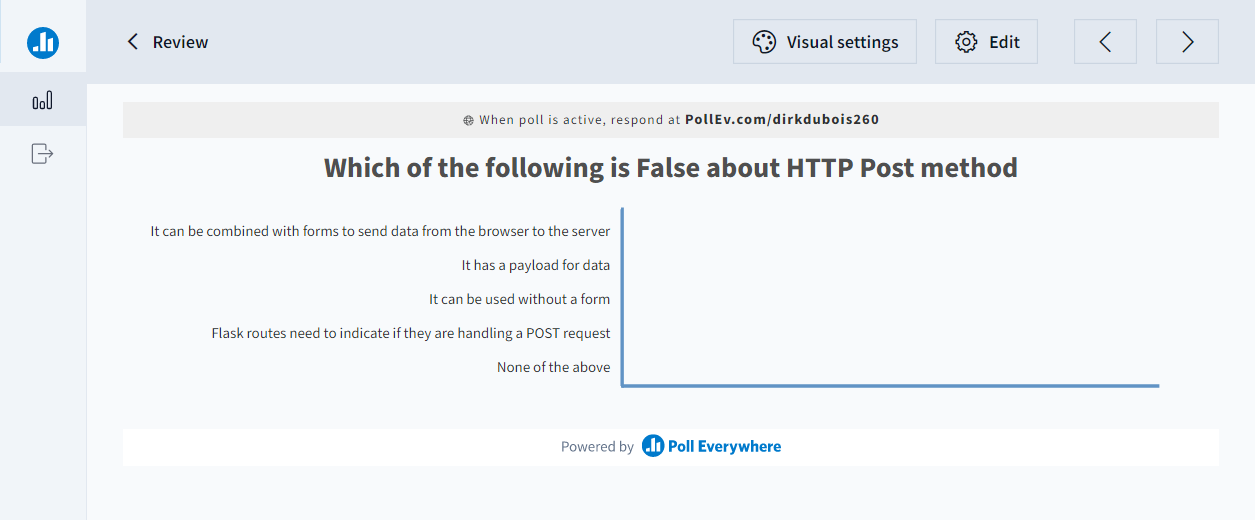 Review
Visual settings
Edit
When poll is active, respond at PollEv.com/dirkdubois260
Which of the following is False about HTTP Post method
It can be combined with forms to send data from the browser to the server
It has a payload for data
It can be used without a form
Flask routes need to indicate if they are handling a POST request
None of the above
Powered by Poll Everywhere